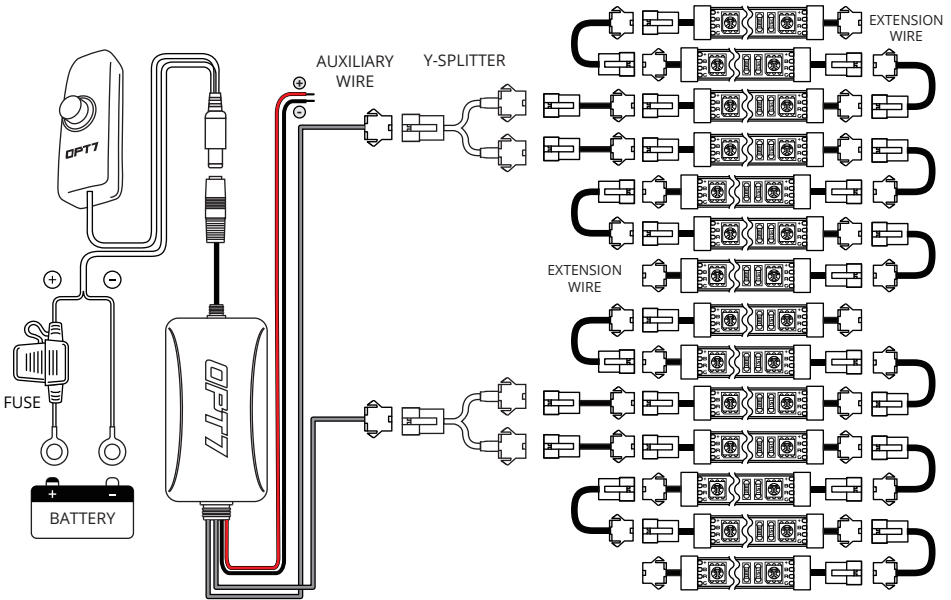 EXTENSION
WIRE
AUXILIARY
WIRE
Y-SPLITTER
+
−
OPT7
EXTENSION
WIRE
+
−
OPT7
FUSE
+
−
BATTERY